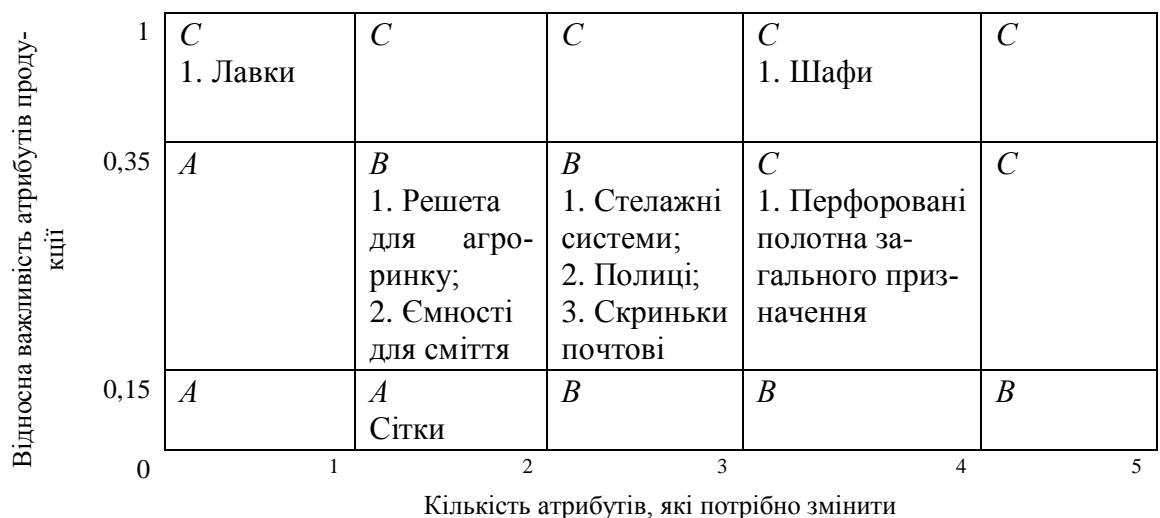 Відносна важливість атрибутів проду-
кції
1
C
1. Лавки
C
C
C
1. Шафи
C
0,35
A
B
1. Решета
для агро-
ринку;
2. Ємності
для сміття
B
1. Стелажні
системи;
2. Полиці;
3. Скриньки
почтові
C
1. Перфоровані
полотна за-
гального приз-
начення
C
0,15
A
A
Сітки
B
B
B
0
1
2
3
4
5
Кількість атрибутів, які потрібно змінити